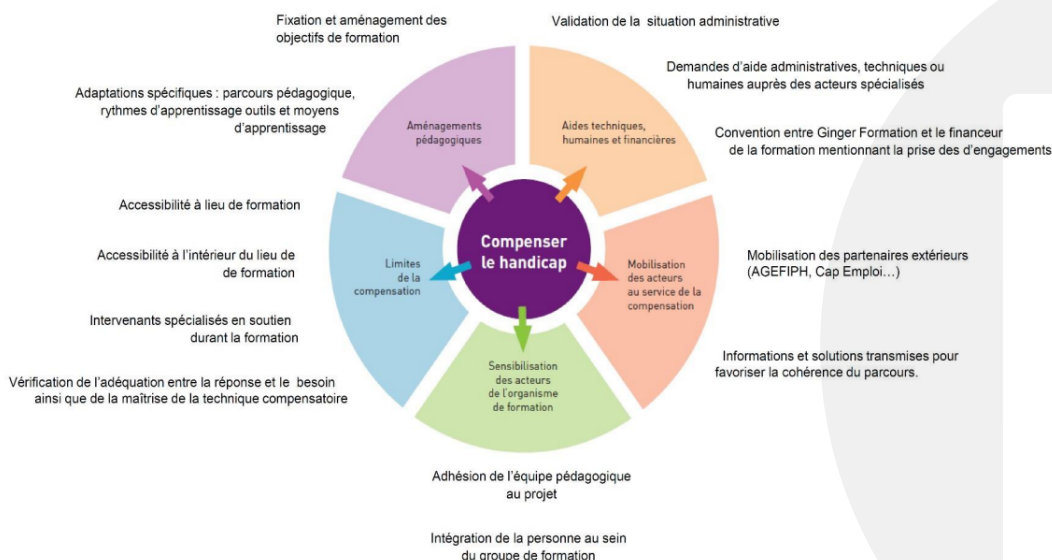 Fixation et aménagement des
objectifs de formation
Validation de la situation administrative
Demandes d'aide administratives, techniques ou
humaines auprès des acteurs spécialisés
Adaptations spécifiques : parcours pédagogique,
rythmes d'apprentissage outils et moyens
d'apprentissage
Aménagements
pédagogiques
Aides techniques,
humaines et financières
Convention entre Ginger Formation et le financeur
de la formation mentionnant la prise des d'engagements
Accessibilité à lieu de formation
Compenser
le handicap
Accessibilité à l'intérieur du lieu de
de formation
Limites
de la
compensation
Mobilisation
des acteurs
au service de la
compensation
Mobilisation des partenaires extérieurs
(AGEFIPH, Cap Emploi…)
Intervenants spécialisés en soutien
durant la formation
Informations et solutions transmises pour
favoriser la cohérence du parcours.
Vérification de l'adéquation entre la réponse et le besoin
ainsi que de la maîtrise de la technique compensatoire
Sensibilisation
des acteurs
de l'organisme
de formation
Adhésion de l'équipe pédagogique
au projet
Intégration de la personne au sein
du groupe de formation